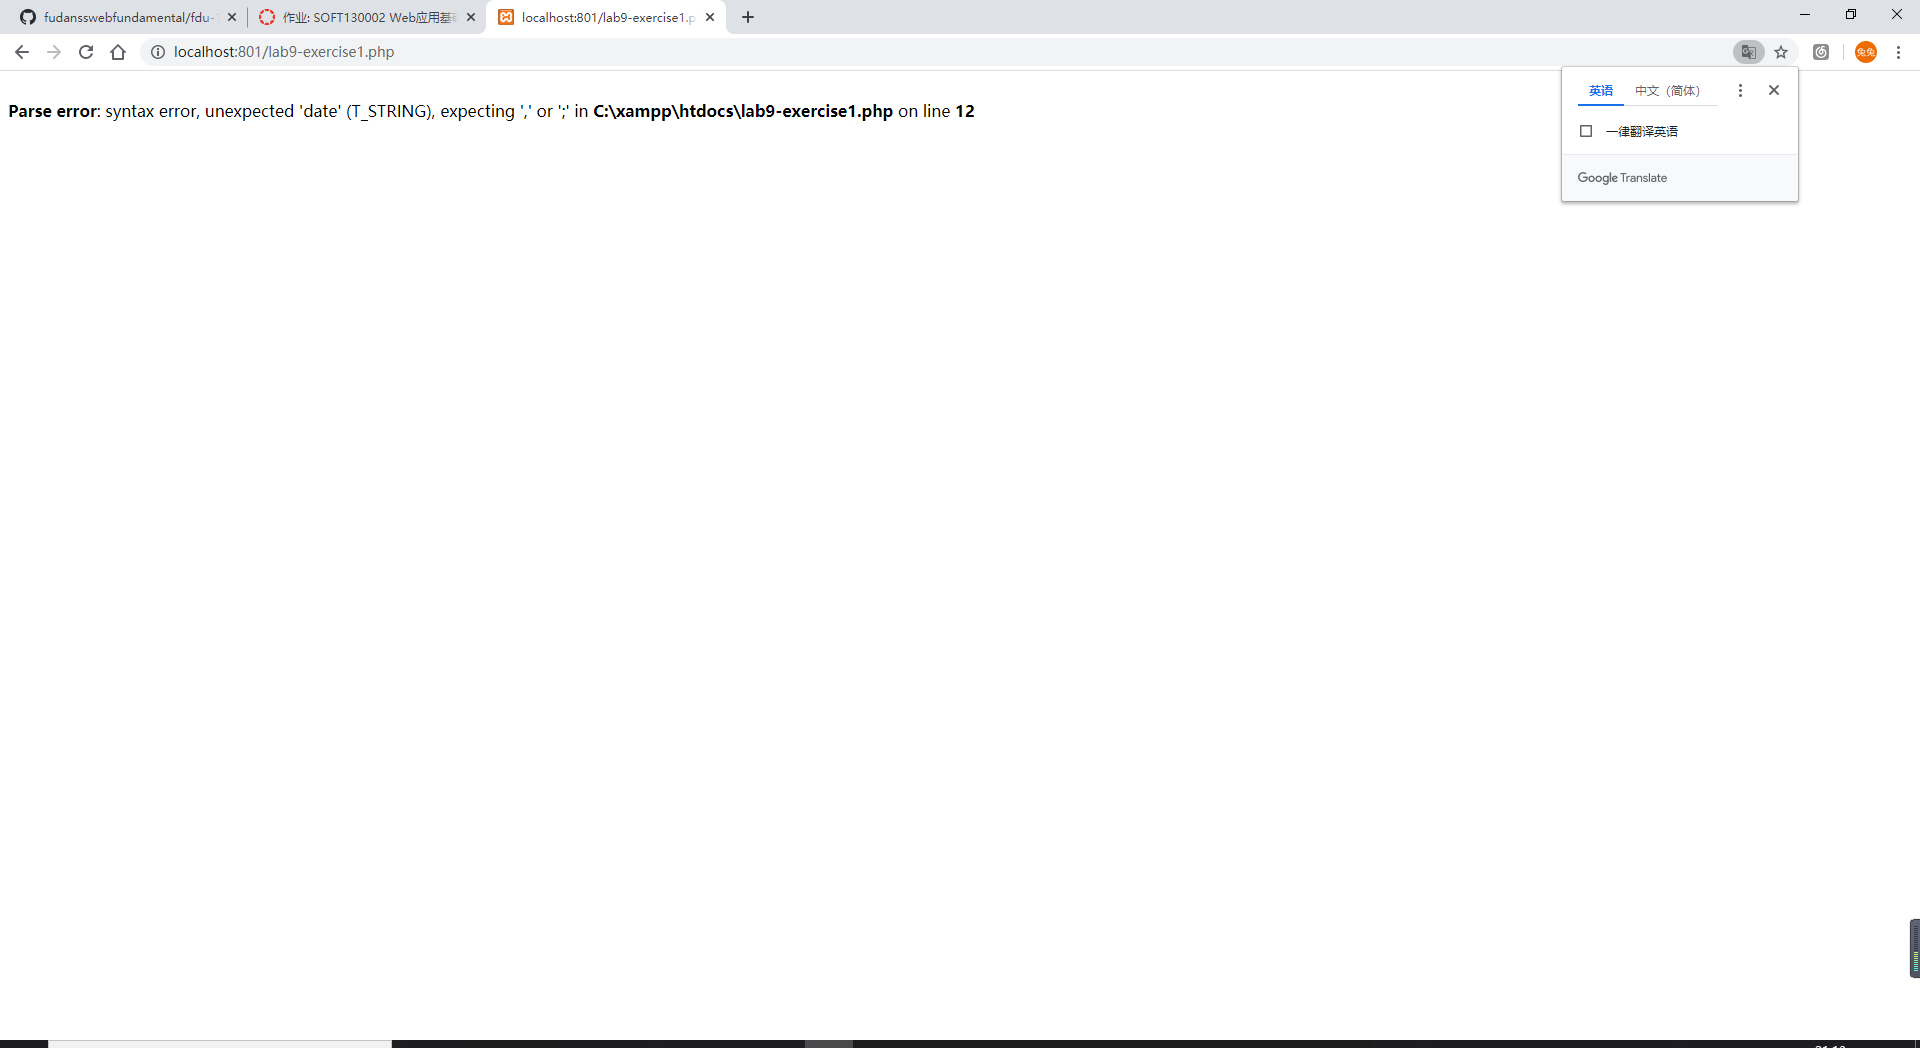 fudansswebfundamental/fdu-
作业: SOFT130002 Web应用基
localhost:801/lab9-exercise1.p
localhost:801/lab9-exercise1.php
兔兔
英语 中文（简体）
一律翻译英语
Google Translate
Parse error: syntax error, unexpected 'date' (T_STRING), expecting ',' or ';' in C:\xampp\htdocs\lab9-exercise1.php on line 12